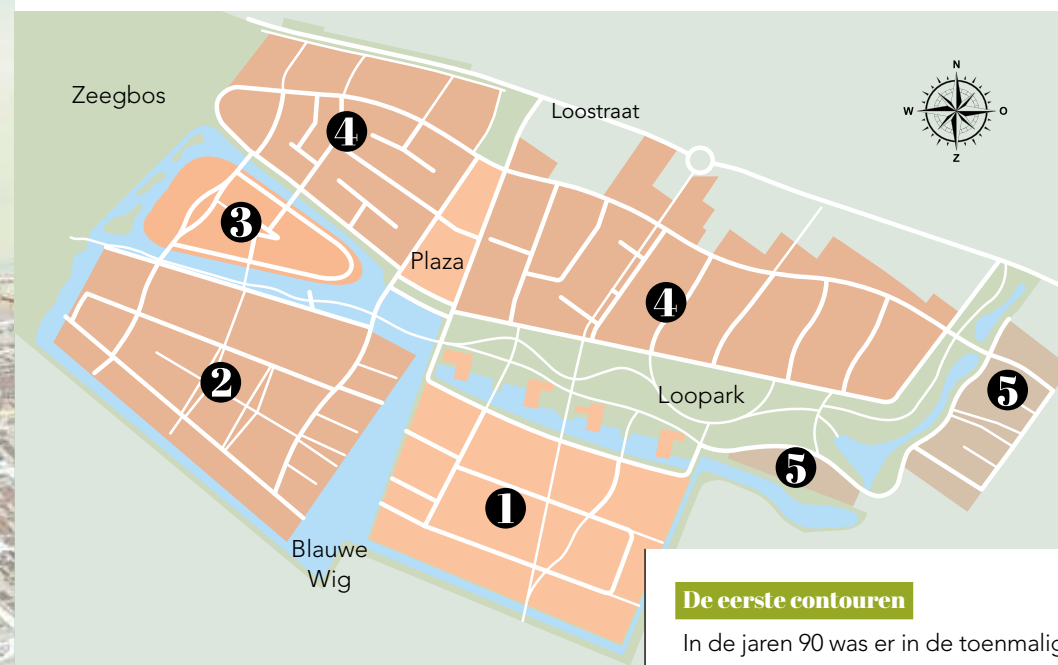 N
W
O
Z
Zeegbos
Loostraat
4
3
Plaza
4
2
Loopark
5
5
1
Blauwe
Wig
De eerste contouren
In de jaren 90 was er in de toenmalig